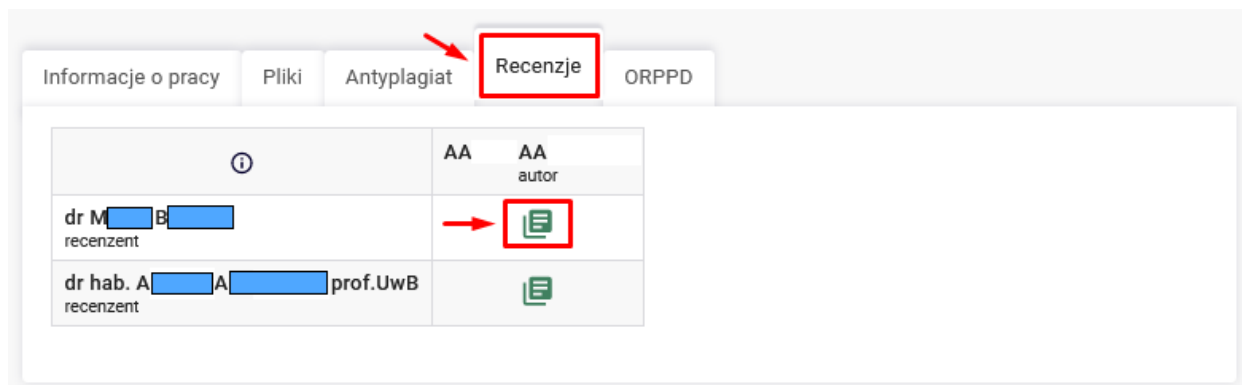 Informacje o pracy Pliki Antyplagiat Recenzje ORPPD
AA AA
autor
dr M B
recenzent
dr hab. A A prof.UwB
recenzent